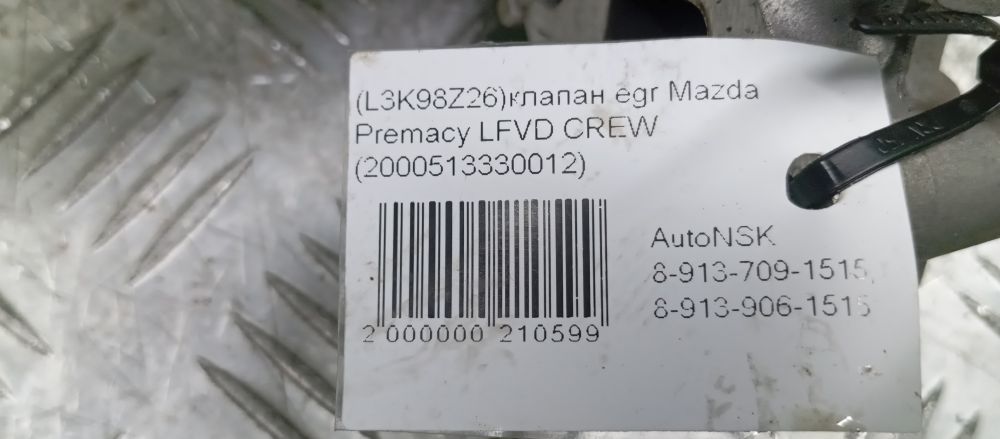 (L3K98Z26)клапан egr Mazda
Premacy LFVD CREW
(2000513330012)
AutoNSK
8-913-709-1515,
8-913-906-1515
2 000000 210599